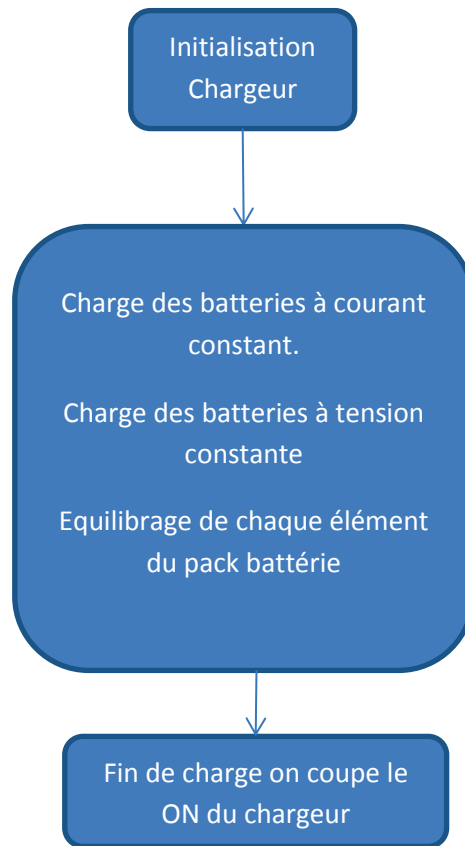 Initialisation
Chargeur
Charge des batteries à courant
constant.
Charge des batteries à tension
constante
Equilibrage de chaque élément
du pack battérie
Fin de charge on coupe le
ON du chargeur